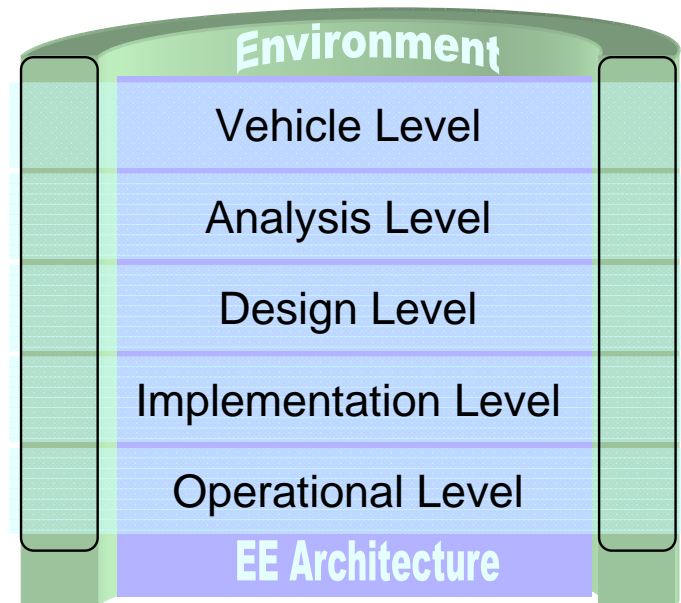 Environment
Vehicle Level
Analysis Level
Design Level
Implementation Level
Operational Level
EE Architecture